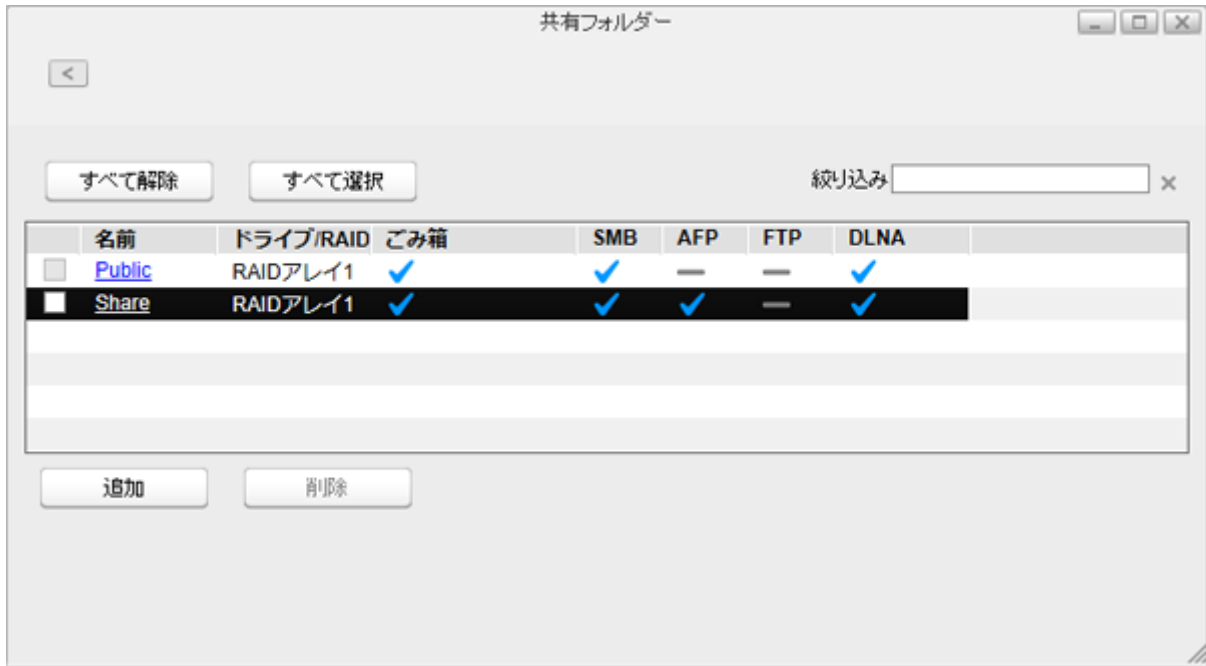 共有フォルダー
<
すべて解除 すべて選択 絞り込み
名前 ドライブ/RAID ごみ箱 SMB AFP FTP DLNA
Public RAIDアレイ1
Share RAIDアレイ1
追加 削除